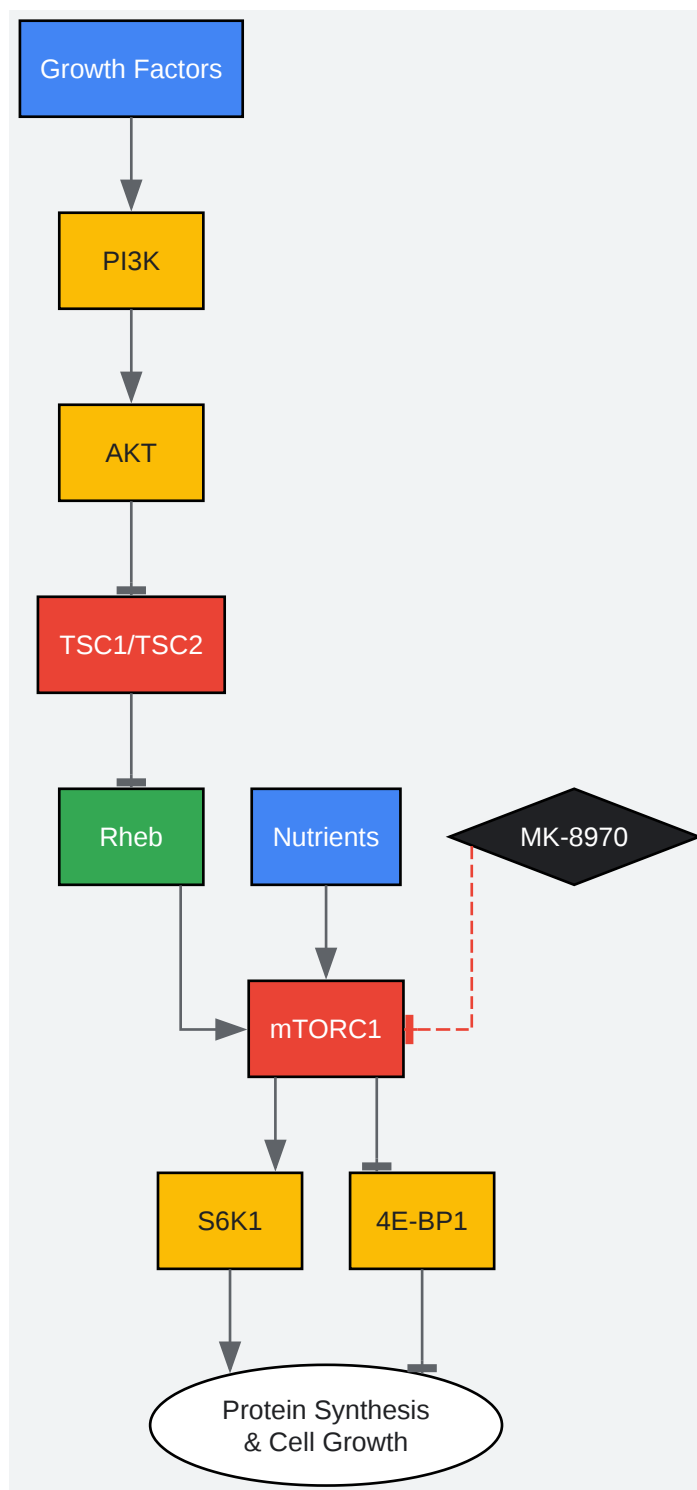 Growth Factors
PI3K
AKT
TSC1/TSC2
Rheb
Nutrients
MK-8970
mTORC1
S6K1
4E-BP1
Protein Synthesis
& Cell Growth